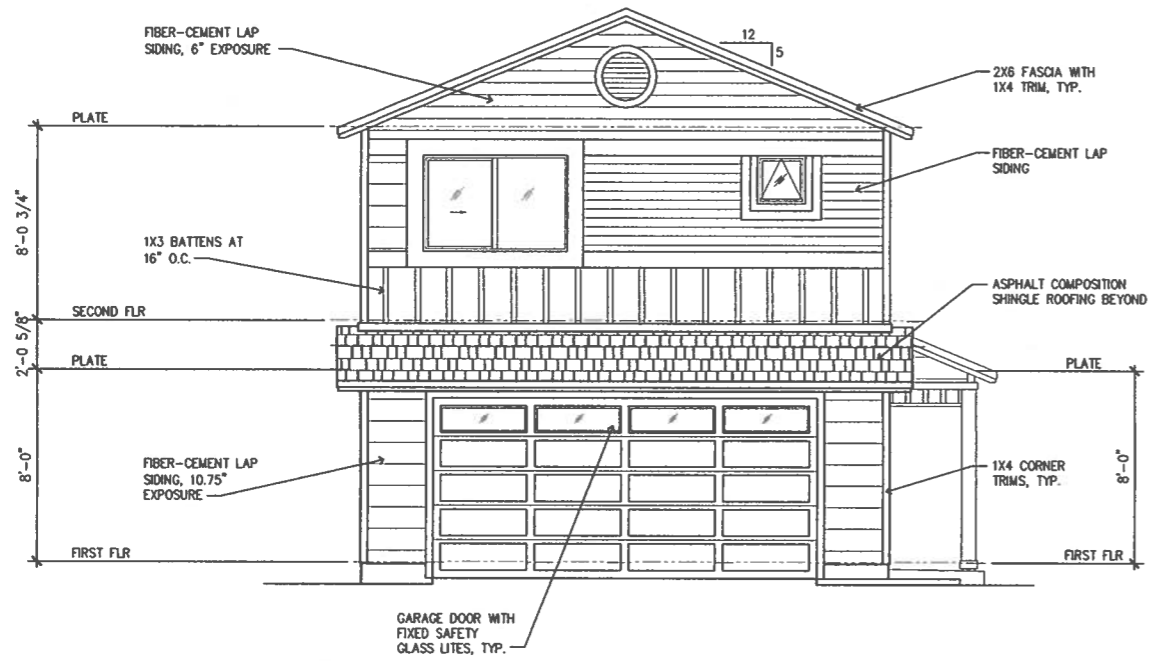 FIBER-CEMENT LAP
SIDING, 6" EXPOSURE
12
5
2X6 FASCIA WITH
1X4 TRIM, TYP.
PLATE
FIBER-CEMENT LAP
SIDING
8'-0 3/4"
1X3 BATTENS AT
16" O.C.
ASPHALT COMPOSITION
SHINGLE ROOFING BEYOND
SECOND FLR
2'-0 5/8"
PLATE
PLATE
8'-0"
FIBER-CEMENT LAP
SIDING, 10.75"
EXPOSURE
1X4 CORNER
TRIMS, TYP.
8'-0"
FIRST FLR
FIRST FLR
GARAGE DOOR WITH
FIXED SAFETY
GLASS LITES, TYP.